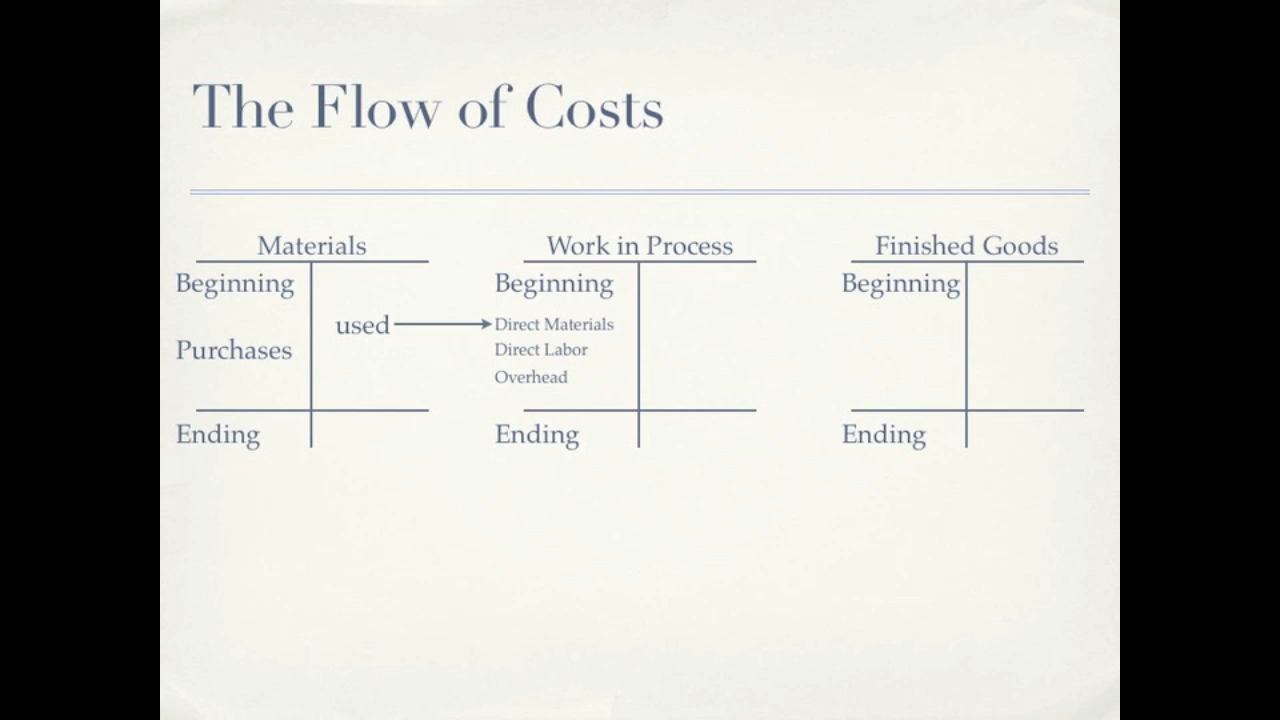 The Flow of Costs
Materials
Beginning
Purchases
used
Ending
Work in Process
Beginning
Direct Materials
Direct Labor
Overhead
Ending
Finished Goods
Beginning
Ending